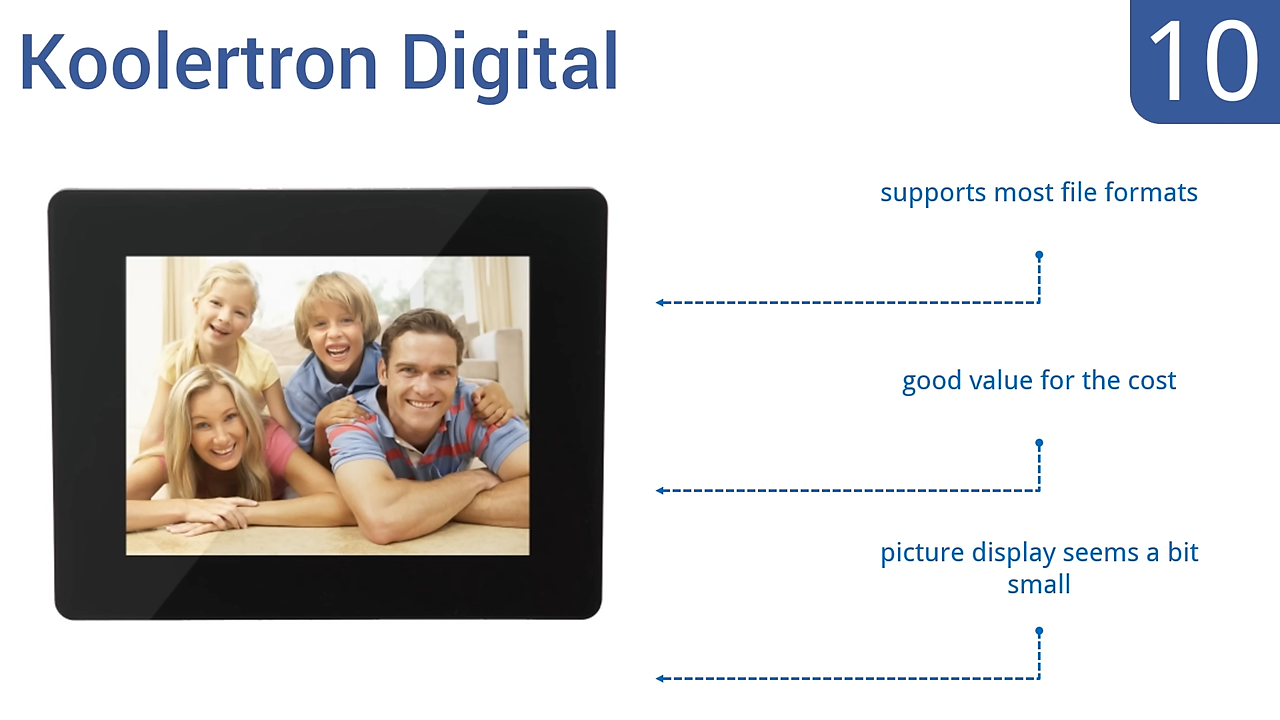 Koolertron Digital
10
supports most file formats
good value for the cost
picture display seems a bit
small